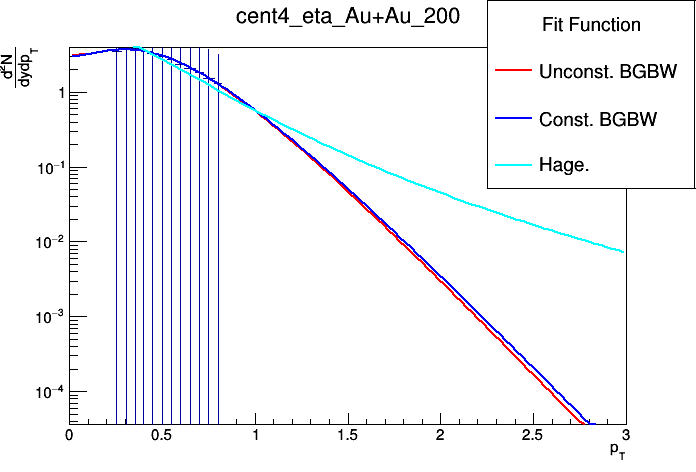 cent4_eta_Au+Au_200
Fit Function
Unconst. BGBW
Const. BGBW
Hage.
d²N
dydp_T
1
10⁻¹
10⁻²
10⁻³
10⁻⁴
0 0.5 1 1.5 2 2.5 3
p_T